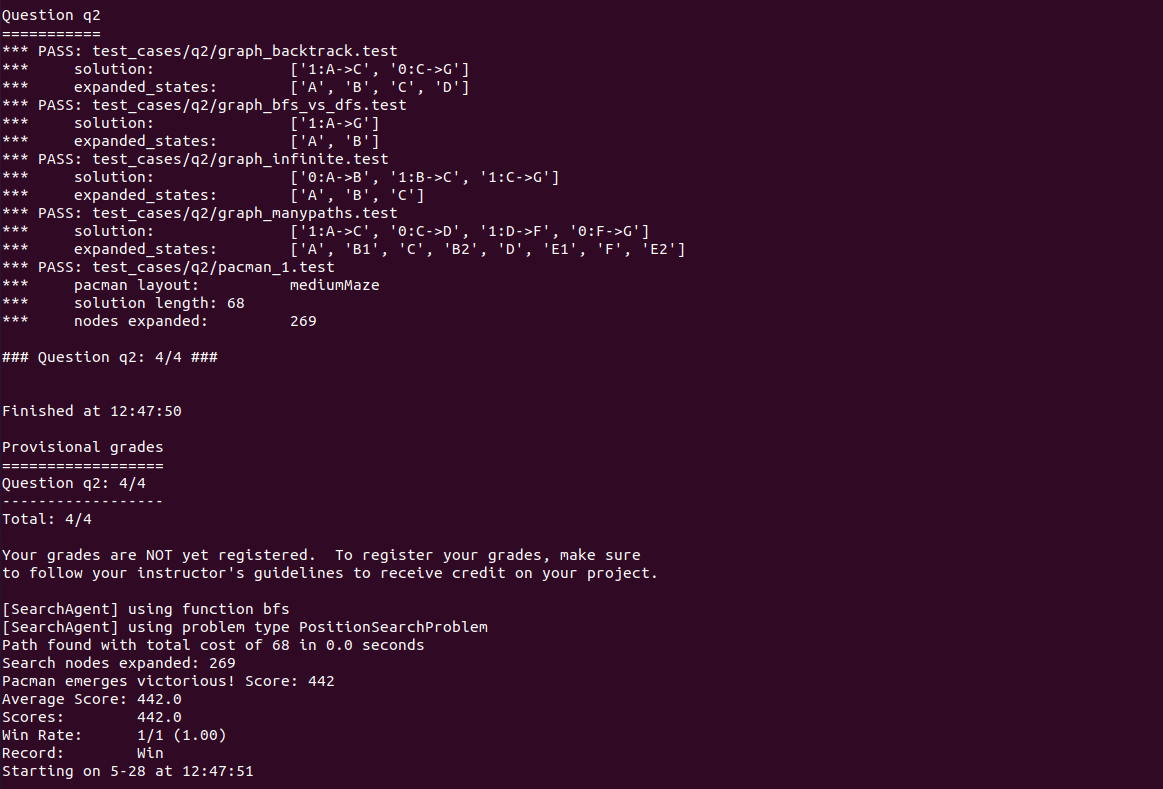 Question q2
===========
*** PASS: test_cases/q2/graph_backtrack.test
***     solution:               ['1:A->C', '0:C->G']
***     expanded_states:        ['A', 'B', 'C', 'D']
*** PASS: test_cases/q2/graph_bfs_vs_dfs.test
***     solution:               ['1:A->G']
***     expanded_states:        ['A', 'B']
*** PASS: test_cases/q2/graph_infinite.test
***     solution:               ['0:A->B', '1:B->C', '1:C->G']
***     expanded_states:        ['A', 'B', 'C']
*** PASS: test_cases/q2/graph_manypaths.test
***     solution:               ['1:A->C', '0:C->D', '1:D->F', '0:F->G']
***     expanded_states:        ['A', 'B1', 'C', 'B2', 'D', 'E1', 'F', 'E2']
*** PASS: test_cases/q2/pacman_1.test
***     pacman layout:          mediumMaze
***     solution length: 68
***     nodes expanded:         269
### Question q2: 4/4 ###
Finished at 12:47:50
Provisional grades
==================
Question q2: 4/4
------------------
Total: 4/4
Your grades are NOT yet registered.  To register your grades, make sure
to follow your instructor's guidelines to receive credit on your project.
[SearchAgent] using function bfs
[SearchAgent] using problem type PositionSearchProblem
Path found with total cost of 68 in 0.0 seconds
Search nodes expanded: 269
Pacman emerges victorious! Score: 442
Average Score: 442.0
Scores:        442.0
Win Rate:      1/1 (1.00)
Record:        Win
Starting on 5-28 at 12:47:51